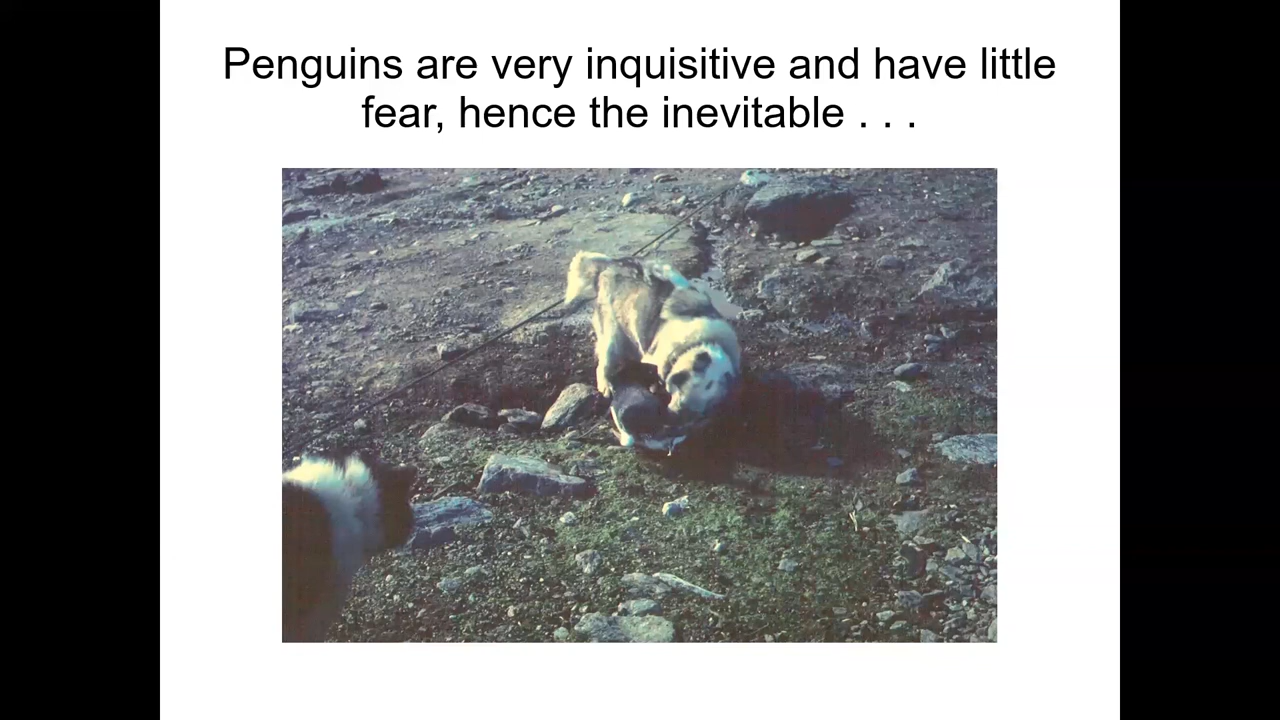 Penguins are very inquisitive and have little
fear, hence the inevitable . . .